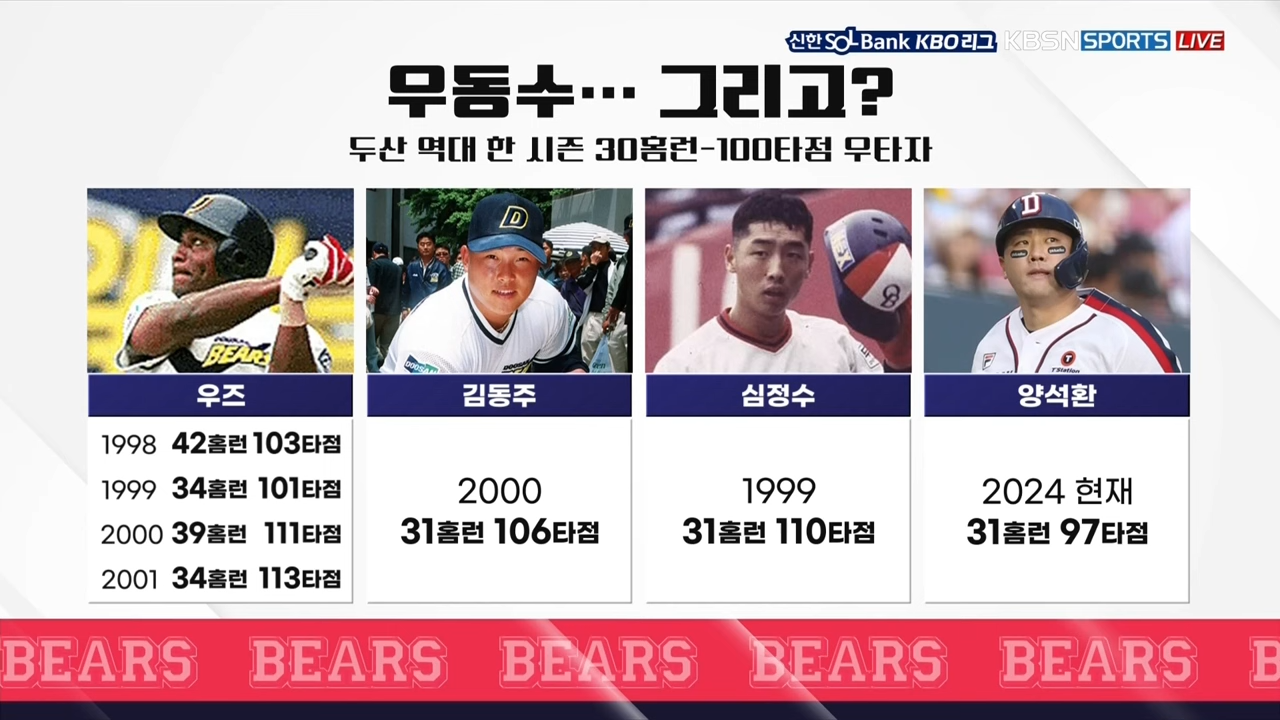 신한 SOL Bank KBO 리그 KBSN SPORTS LIVE
우동수… 그리고?
두산 역대 한 시즌 30홈런-100타점 우타자
D
BEARS
우즈
1998 42홈런 103타점
1999 34홈런 101타점
2000 39홈런 111타점
2001 34홈런 113타점
D
DOOSAN
김동주
2000
31홈런 106타점
심정수
1999
31홈런 110타점
D
T Station
양석환
2024 현재
31홈런 97타점
BEARS BEARS BEARS BEARS BEARS B